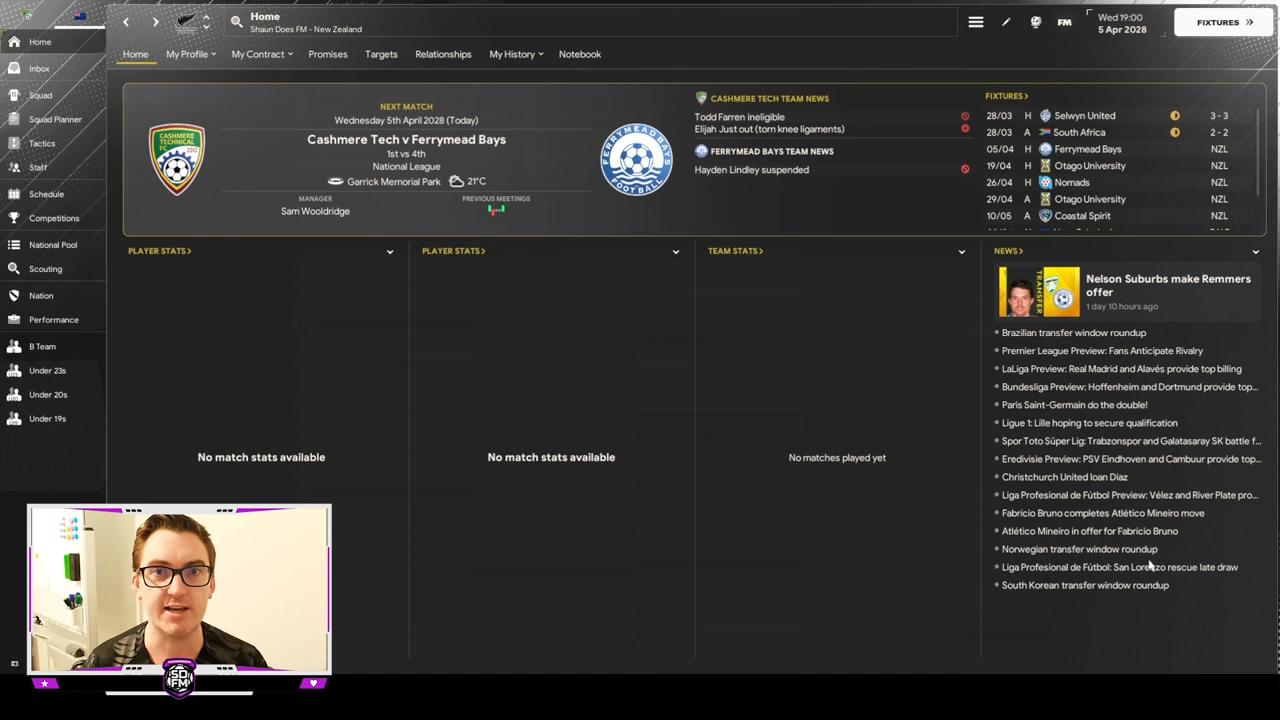 Home
Shaun Does FM - New Zealand
FM
Wed 19:00
5 Apr 2028
FIXTURES
Home
Inbox
Squad
Squad Planner
Tactics
Staff
Schedule
Competitions
National Pool
Scouting
Nation
Performance
B Team
Under 23s
Under 20s
Under 19s
Home
My Profile
My Contract
Promises
Targets
Relationships
My History
Notebook
NEXT MATCH
Wednesday 5th April 2028 (Today)
Cashmere Tech v Ferrymead Bays
1st vs 4th
National League
Garrick Memorial Park 21°C
MANAGER
Sam Wooldridge
PREVIOUS MEETINGS
CASHMERE TECHNICAL
FC
2012
FERRYMEAD BAYS
FOOTBALL
CASHMERE TECH TEAM NEWS
Todd Farren ineligible
Elijah Just out (torn knee ligaments)
FERRYMEAD BAYS TEAM NEWS
Hayden Lindley suspended
FIXTURES >
28/03 H Selwyn United 3 - 3
28/03 A South Africa 2 - 2
05/04 H Ferrymead Bays NZL
19/04 H Otago University NZL
26/04 H Nomads NZL
29/04 A Otago University NZL
10/05 A Coastal Spirit NZL
PLAYER STATS >
No match stats available
PLAYER STATS >
No match stats available
TEAM STATS >
No matches played yet
NEWS >
TRANSFER
Nelson Suburbs make Remmers
offer
1 day 10 hours ago
Brazilian transfer window roundup
Premier League Preview: Fans Anticipate Rivalry
LaLiga Preview: Real Madrid and Alavés provide top billing
Bundesliga Preview: Hoffenheim and Dortmund provide top...
Paris Saint-Germain do the double!
Ligue 1: Lille hoping to secure qualification
Spor Toto Süper Lig: Trabzonspor and Galatasaray SK battle f...
Eredivisie Preview: PSV Eindhoven and Cambuur provide top...
Christchurch United loan Diaz
Liga Profesional de Fútbol Preview: Vélez and River Plate pro...
Fabrício Bruno completes Atlético Mineiro move
Atlético Mineiro in offer for Fabrício Bruno
Norwegian transfer window roundup
Liga Profesional de Fútbol: San Lorenzo rescue late draw
South Korean transfer window roundup
SD
FM